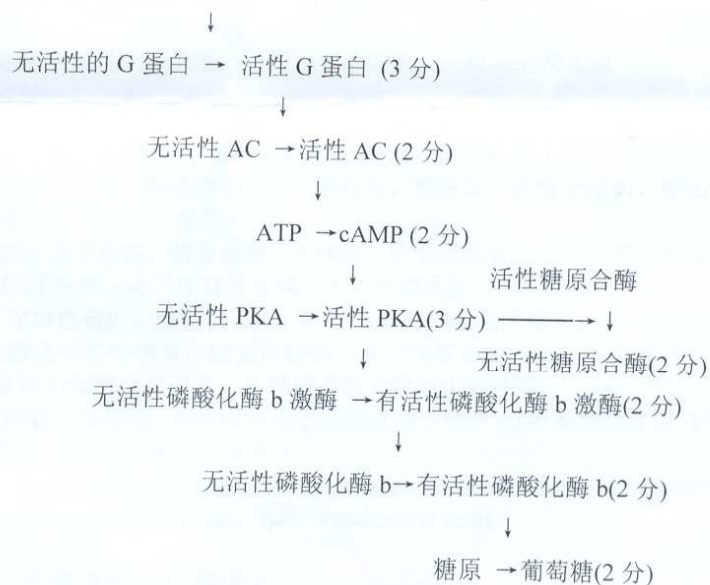 ↓
无活性的 G 蛋白 → 活性 G 蛋白 (3 分)
↓
无活性 AC →活性 AC (2 分)
↓
ATP →cAMP (2 分)
↓ 活性糖原合酶
无活性 PKA →活性 PKA(3 分) ———→ ↓
↓ 无活性糖原合酶(2 分)
无活性磷酸化酶 b 激酶 →有活性磷酸化酶 b 激酶(2 分)
↓
无活性磷酸化酶 b→有活性磷酸化酶 b(2 分)
↓
糖原 →葡萄糖(2 分)